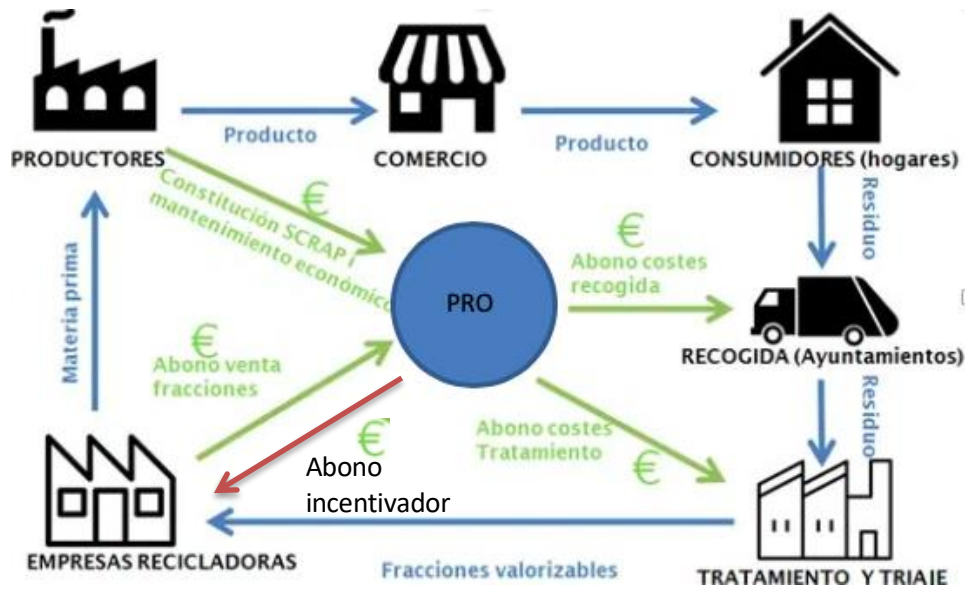 Producto
Producto
PRODUCTORES
COMERCIO
CONSUMIDORES (hogares)
€
Constitución SCRAP i
mantenimiento económico
Residuo
€
Abono costes
recogida
PRO
Materia prima
€
Abono venta
fracciones
RECOGIDA (Ayuntamientos)
Residuo
€
Abono costes
Tratamiento
€
Abono
incentivador
EMPRESAS RECICLADORAS
Fracciones valorizables
TRATAMIENTO Y TRIAJE